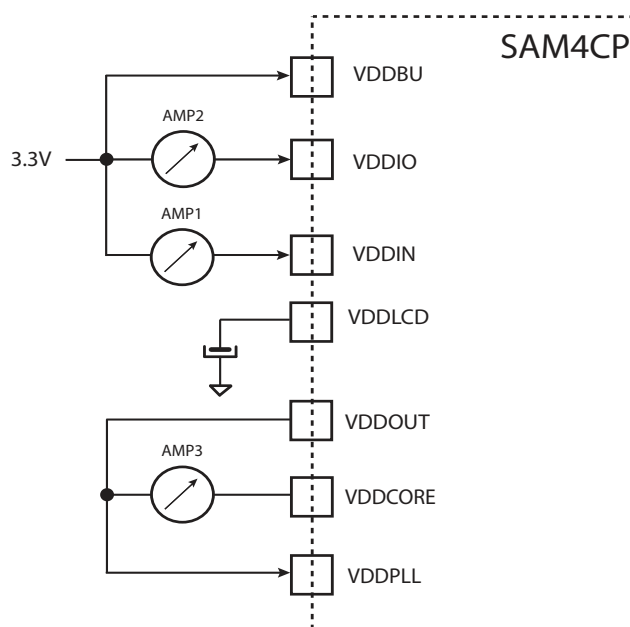 SAM4CP
VDDBU
AMP2
3.3V
VDDIO
AMP1
VDDIN
VDDLCD
VDDOUT
AMP3
VDDCORE
VDDPLL